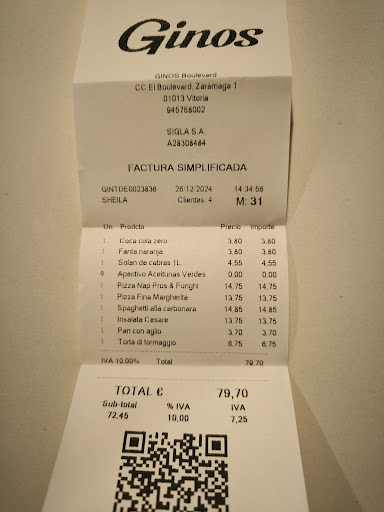 Ginos
GINOS Boulevard
CC El Boulevard, Zaramaga 1
01013 Vitoria
945768002
SIGLA S.A.
A28308484
FACTURA SIMPLIFICADA
GINTDE0023836 26/12/2024 14:34:56
SHEILA Clientes: 4 M: 31
Un. Prodcto Precio Importe
1 Coca cola zero 3,80 3,80
1 Fanta naranja 3,80 3,80
1 Solan de cabras 1L. 4,55 4,55
9 Aperitivo Aceitunas Verdes 0,00 0,00
1 Pizza Nap Pros & Funghi 14,75 14,75
1 Pizza Fina Margherita 13,75 13,75
1 Spaghetti alla carbonara 14,85 14,85
1 Insalata Cesare 13,75 13,75
1 Pan con aglio 3,70 3,70
1 Torta di formaggio 6,75 6,75
IVA 10.00% Total 79,70
TOTAL € 79,70
Sub-total % IVA IVA
72,45 10,00 7,25